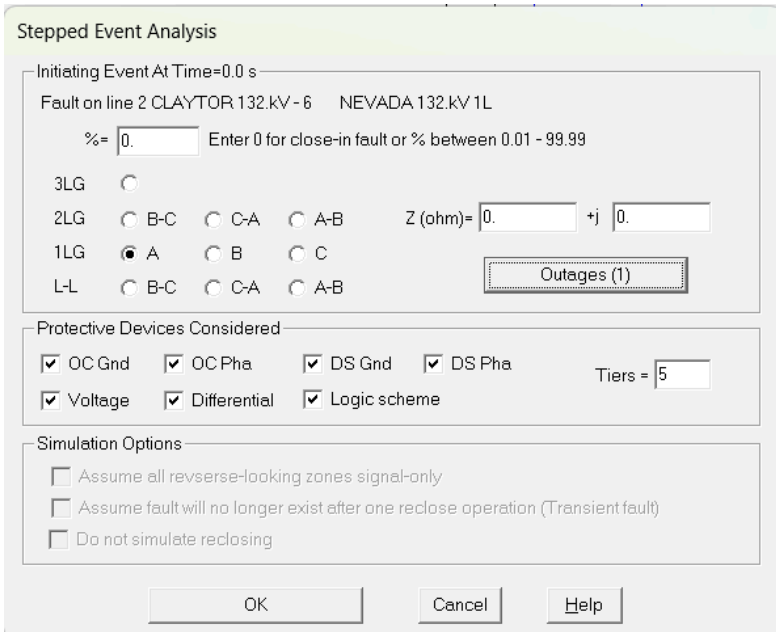 Stepped Event Analysis
Initiating Event At Time=0.0 s
Fault on line 2 CLAYTOR 132.kV - 6 NEVADA 132.kV 1L
%= 0. Enter 0 for close-in fault or % between 0.01 - 99.99
3LG
2LG B-C C-A A-B Z (ohm)= 0. +j 0.
1LG A B C
L-L B-C C-A A-B
Outages (1)
Protective Devices Considered
OC Gnd OC Pha DS Gnd DS Pha
Tiers = 5
Voltage Differential Logic scheme
Simulation Options
Assume all revserse-looking zones signal-only
Assume fault will no longer exist after one reclose operation (Transient fault)
Do not simulate reclosing
OK Cancel Help